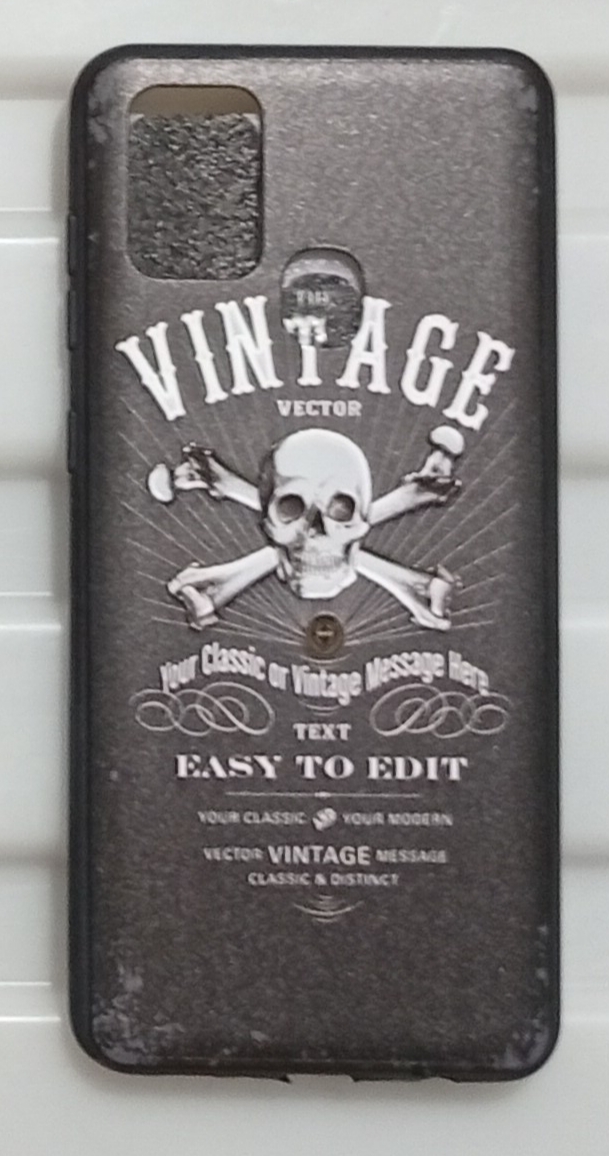 THE
VINTAGE
VECTOR
Your Classic or Vintage Message Here
TEXT
EASY TO EDIT
YOUR CLASSIC YOUR MODERN
VECTOR VINTAGE MESSAGE
CLASSIC & DISTINCT